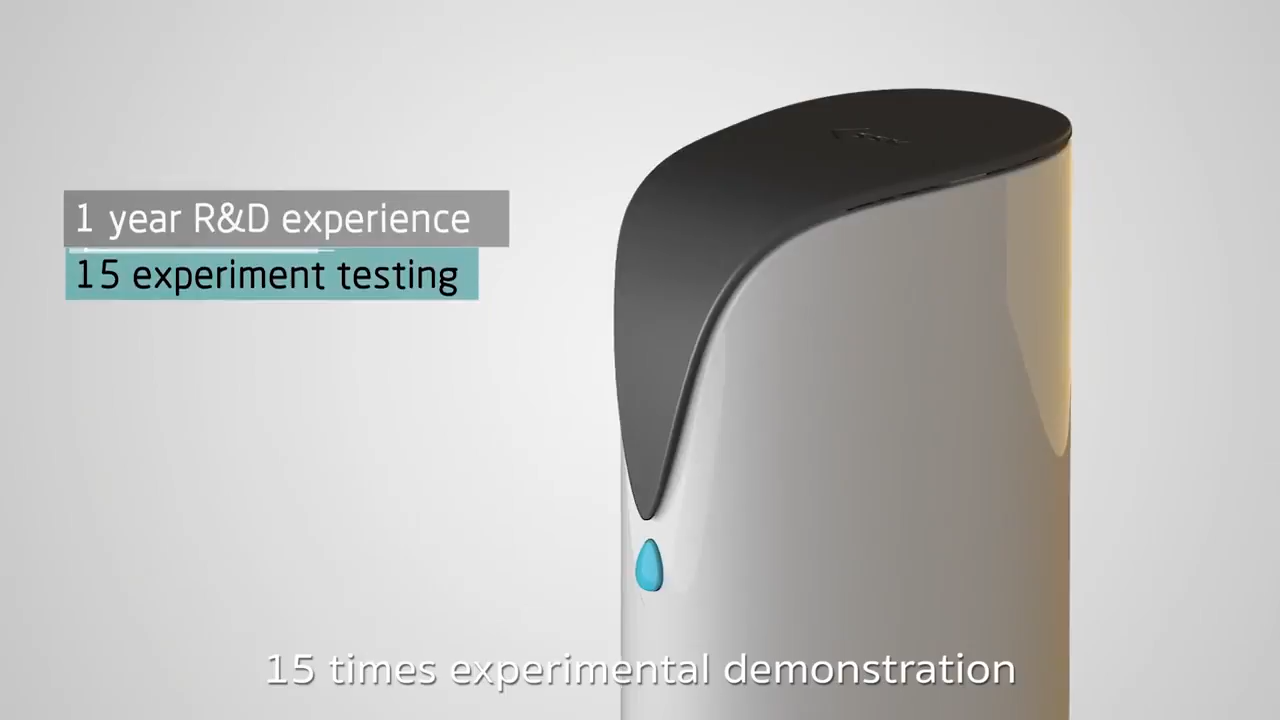 1 year R&D experience
15 experiment testing
15 times experimental demonstration